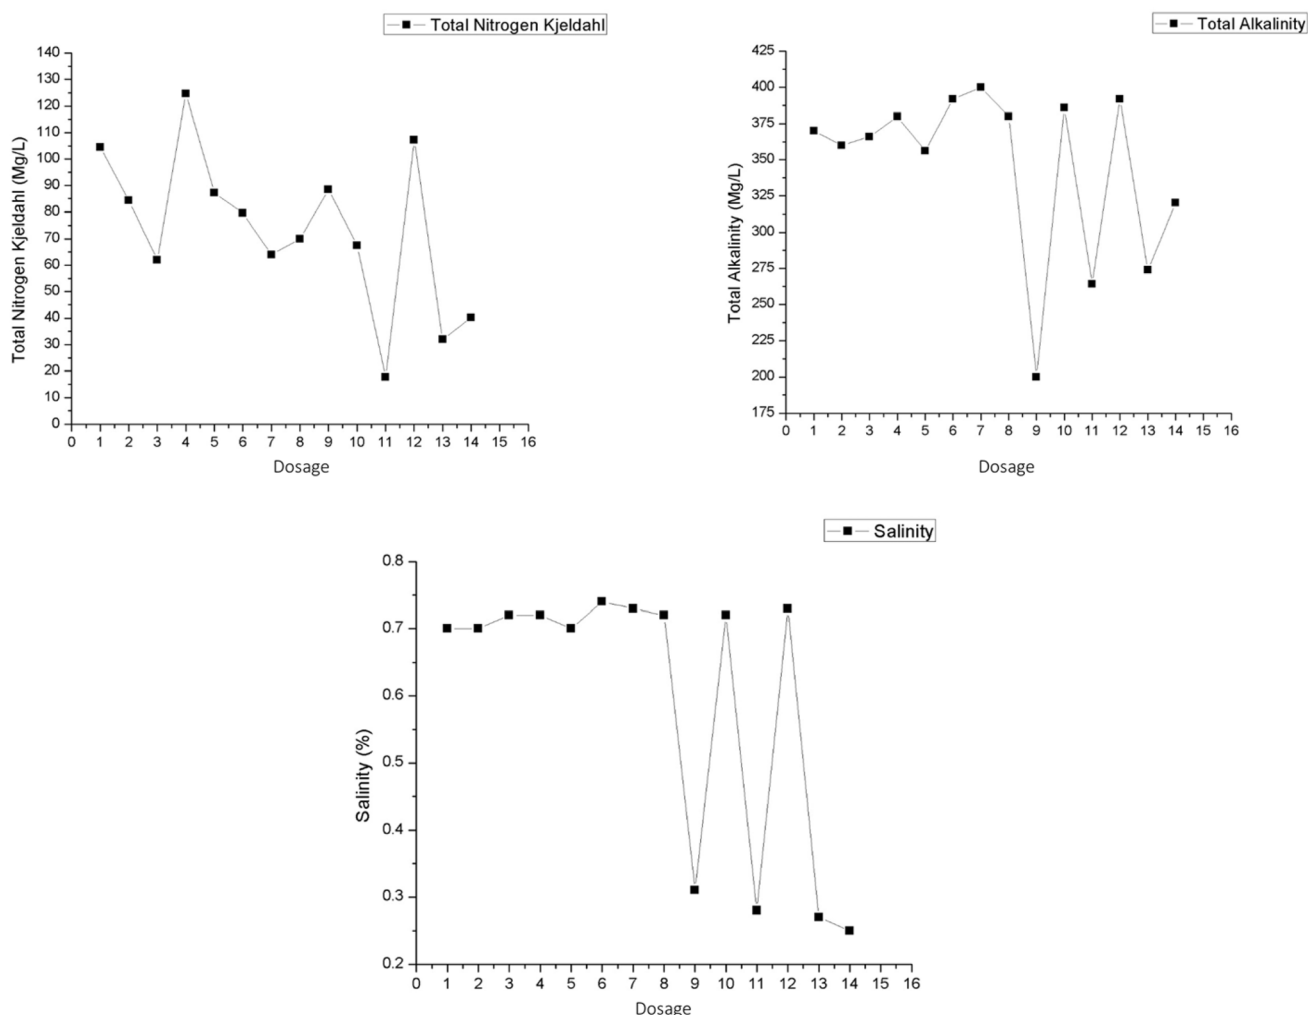 Total Nitrogen Kjeldahl
140
130
120
110
100
90
80
70
60
50
40
30
20
10
0
Total Nitrogen Kjeldahl (Mg/L)
0 1 2 3 4 5 6 7 8 9 10 11 12 13 14 15 16
Dosage
Total Alkalinity
425
400
375
350
325
300
275
250
225
200
175
Total Alkalinity (Mg/L)
0 1 2 3 4 5 6 7 8 9 10 11 12 13 14 15 16
Dosage
Salinity
0.8
0.7
0.6
0.5
0.4
0.3
0.2
Salinity (%)
0 1 2 3 4 5 6 7 8 9 10 11 12 13 14 15 16
Dosage